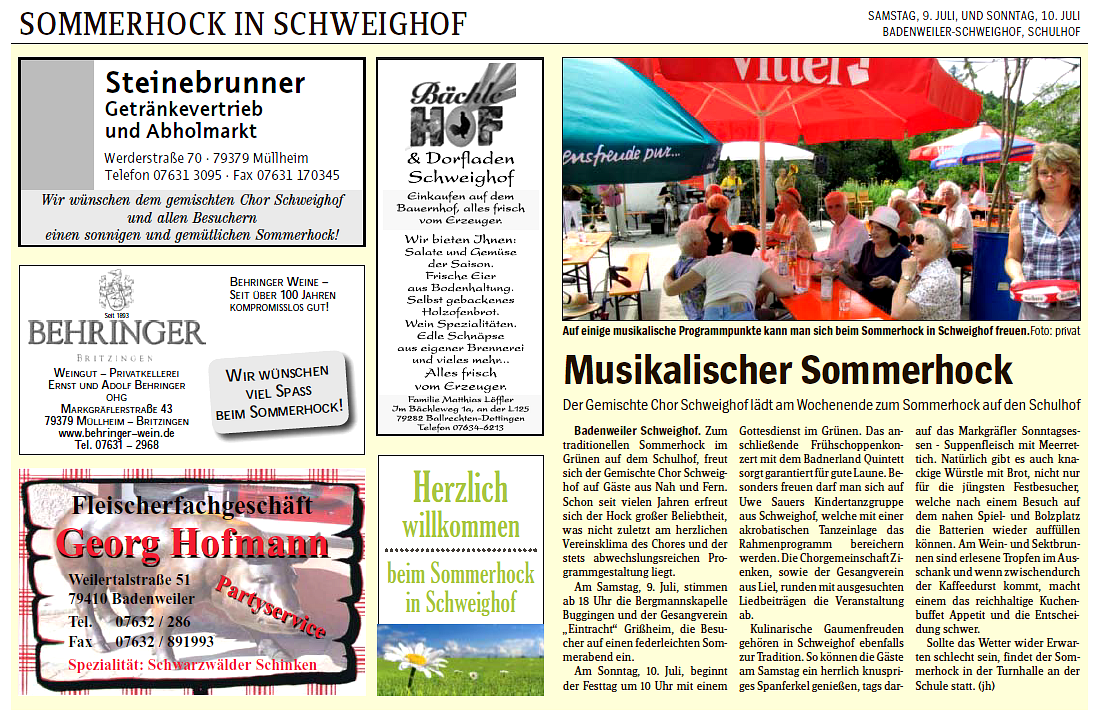 SOMMERHOCK IN SCHWEIGHOF
SAMSTAG, 9. JULI, UND SONNTAG, 10. JULI
BADENWEILER-SCHWEIGHOF, SCHULHOF
Steinebrunner
Getränkevertrieb
und Abholmarkt
Werderstraße 70 · 79379 Müllheim
Telefon 07631 3095 · Fax 07631 170345
Wir wünschen dem gemischten Chor Schweighof
und allen Besuchern
einen sonnigen und gemütlichen Sommerhock!
Seit 1893
BEHRINGER
BRITZINGEN
WEINGUT – PRIVATKELLEREI
ERNST UND ADOLF BEHRINGER
OHG
MARKGRÄFLERSTRAßE 43
79379 MÜLLHEIM – BRITZINGEN
www.behringer-wein.de
TEL. 07631 – 2968
BEHRINGER WEINE –
SEIT ÜBER 100 JAHREN
KOMPROMISSLOS GUT!
WIR WÜNSCHEN
VIEL SPASS
BEIM SOMMERHOCK!
Fleischerfachgeschäft
Georg Hofmann
Weilertalstraße 51
79410 Badenweiler
Tel. 07632 / 286
Fax 07632 / 891993
Partyservice
Spezialität: Schwarzwälder Schinken
Bächle
HOF
& Dorfladen
Schweighof
Einkaufen auf dem
Bauernhof, alles frisch
vom Erzeuger.
Wir bieten Ihnen:
Salate und Gemüse
der Saison.
Frische Eier
aus Bodenhaltung.
Selbst gebackenes
Holzofenbrot.
Wein Spezialitäten.
Edle Schnäpse
aus eigener Brennerei
und vieles mehr...
Alles frisch
vom Erzeuger.
Familie Matthias Löffler
Im Bächleweg 1a, an der L125
79282 Ballrechten-Dottingen
Telefon 07634-6213
Herzlich
willkommen
beim Sommerhock
in Schweighof
Vittel
ensfreude pur...
Auf einige musikalische Programmpunkte kann man sich beim Sommerhock in Schweighof freuen. Foto: privat
Musikalischer Sommerhock
Der Gemischte Chor Schweighof lädt am Wochenende zum Sommerhock auf den Schulhof
Badenweiler Schweighof. Zum
traditionellen Sommerhock im
Grünen auf dem Schulhof, freut
sich der Gemischte Chor Schweig-
hof auf Gäste aus Nah und Fern.
Schon seit vielen Jahren erfreut
sich der Hock großer Beliebtheit,
was nicht zuletzt am herzlichen
Vereinsklima des Chores und der
stets abwechslungsreichen Pro-
grammgestaltung liegt.
Am Samstag, 9. Juli, stimmen
ab 18 Uhr die Bergmannskapelle
Buggingen und der Gesangverein
„Eintracht“ Grißheim, die Besu-
cher auf einen federleichten Som-
merabend ein.
Am Sonntag, 10. Juli, beginnt
der Festtag um 10 Uhr mit einem
Gottesdienst im Grünen. Das an-
schließende Frühschoppenkon-
zert mit dem Badnerland Quintett
sorgt garantiert für gute Laune. Be-
sonders freuen darf man sich auf
Uwe Sauers Kindertanzgruppe
aus Schweighof, welche mit einer
akrobatischen Tanzeinlage das
Rahmenprogramm bereichern
werden. Die Chorgemeinschaft Zi-
enken, sowie der Gesangverein
aus Liel, runden mit ausgesuchten
Liedbeiträgen die Veranstaltung
ab.
Kulinarische Gaumenfreuden
gehören in Schweighof ebenfalls
zur Tradition. So können die Gäste
am Samstag ein herrlich knuspri-
ges Spanferkel genießen, tags dar-
auf das Markgräfler Sonntagses-
sen - Suppenfleisch mit Meerret-
tich. Natürlich gibt es auch kna-
ckige Würstle mit Brot, nicht nur
für die jüngsten Festbesucher,
welche nach einem Besuch auf
dem nahen Spiel- und Bolzplatz
die Batterien wieder auffüllen
können. Am Wein- und Sektbrun-
nen sind erlesene Tropfen im Aus-
schank und wenn zwischendurch
der Kaffeedurst kommt, macht
einem das reichhaltige Kuchen-
buffet Appetit und die Entschei-
dung schwer.
Sollte das Wetter wider Erwar-
ten schlecht sein, findet der Som-
merhock in der Turnhalle an der
Schule statt. (jh)